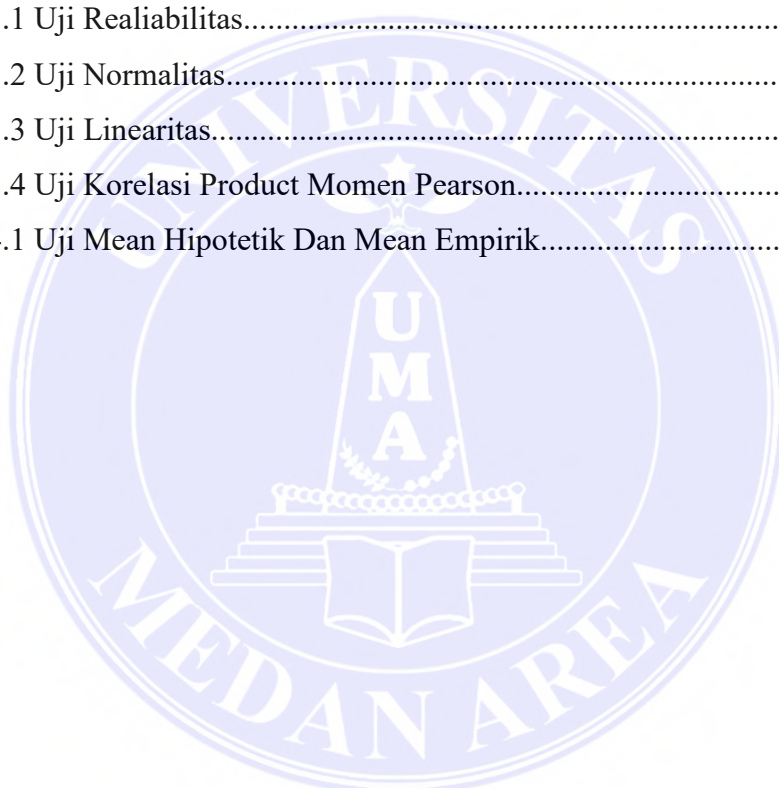 .1 Uji Realiabilitas
.2 Uji Normalitas
.3 Uji Linearitas
.4 Uji Korelasi Product Momen Pearson
.1 Uji Mean Hipotetik Dan Mean Empirik
UNIVERSITAS
U
M
A
MEDAN AREA